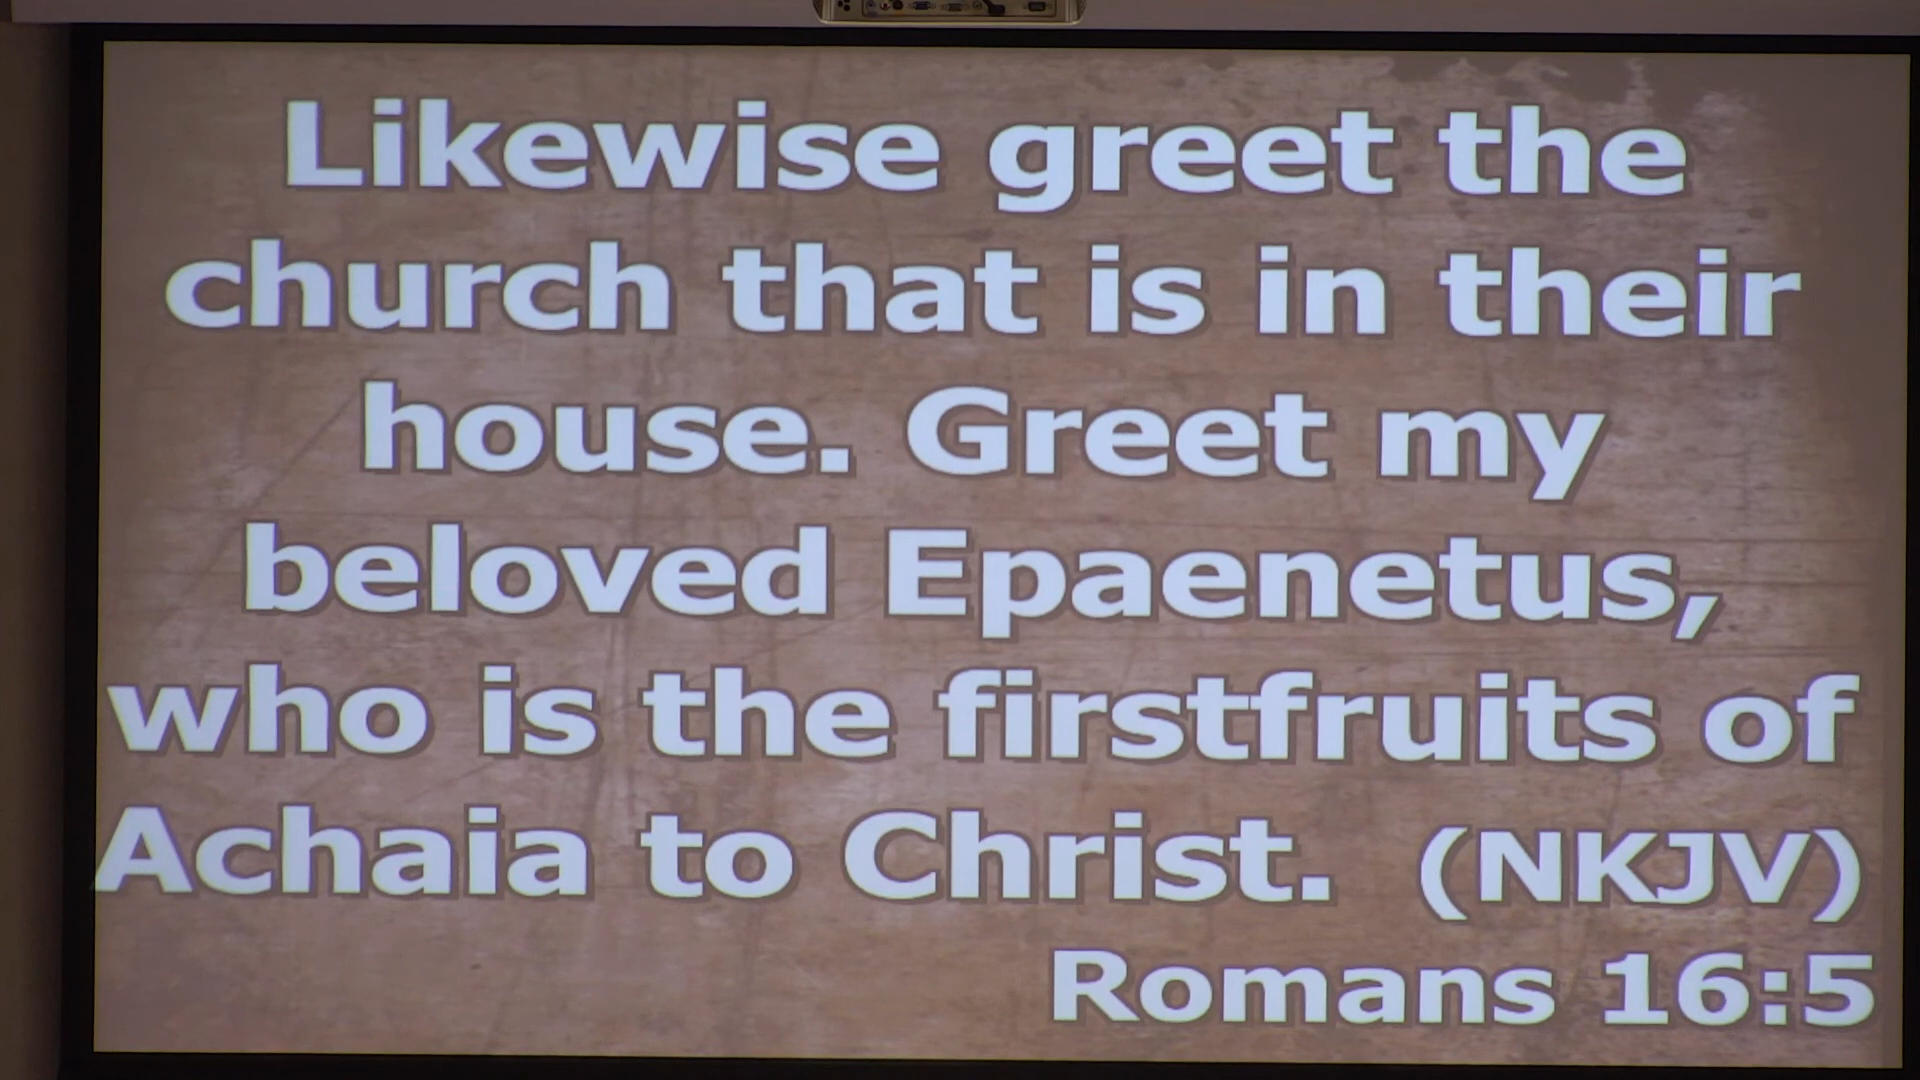 Likewise greet the
church that is in their
house. Greet my
beloved Epaenetus,
who is the firstfruits of
Achaia to Christ. (NKJV)
Romans 16:5